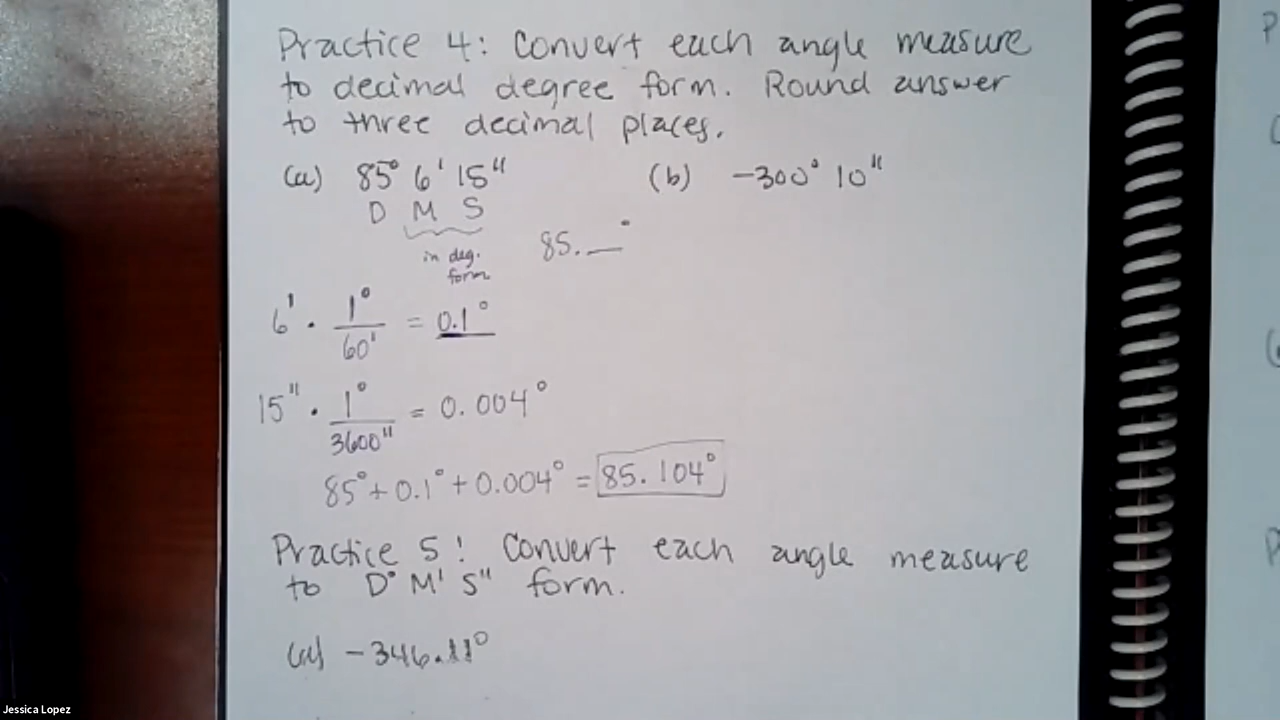 Practice 4: Convert each angle measure
to decimal degree form. Round answer
to three decimal places.
(a) 85° 6' 15" (b) -300° 10"
D M S
in deg. form
85.__°
6' · 1°/60' = 0.1°
15" · 1°/3600" = 0.004°
85° + 0.1° + 0.004° = 85.104°
Practice 5: Convert each angle measure
to D° M' S" form.
(a) -346.11°
Jessica Lopez